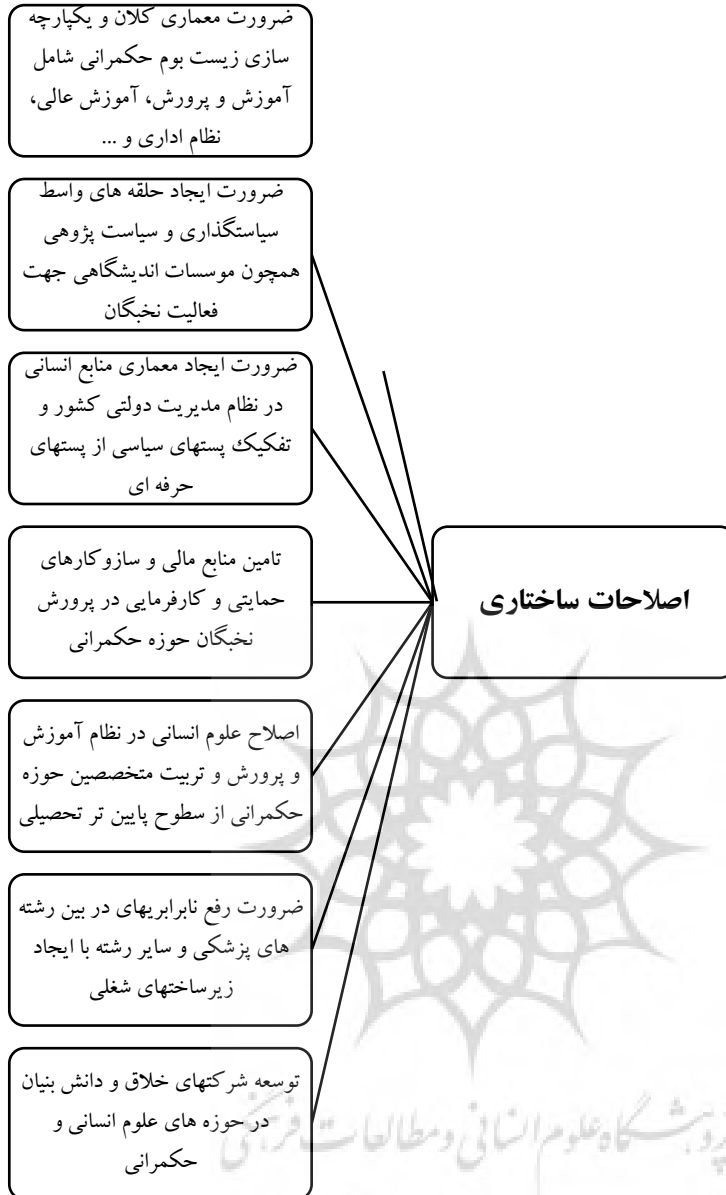 ضرورت معماری کلان و یکپارچه
سازی زیست بوم حکمرانی شامل
آموزش و پرورش، آموزش عالی،
نظام اداری و ...
ضرورت ایجاد حلقه های واسط
سیاستگذاری و سیاست پژوهی
همچون موسسات اندیشگاهی جهت
فعالیت نخبگان
ضرورت ایجاد معماری منابع انسانی
در نظام مدیریت دولتی کشور و
تفکیک پستهای سیاسی از پستهای
حرفه ای
تامین منابع مالی و سازوکارهای
حمایتی و کارفرمایی در پرورش
نخبگان حوزه حکمرانی
اصلاحات ساختاری
اصلاح علوم انسانی در نظام آموزش
و پرورش و تربیت متخصصین حوزه
حکمرانی از سطوح پایین تر تحصیلی
ضرورت رفع نابرابریهای در بین رشته
های پزشکی و سایر رشته با ایجاد
زیرساختهای شغلی
توسعه شرکتهای خلاق و دانش بنیان
در حوزه های علوم انسانی و
حکمرانی
پژوهشگاه علوم انسانی و مطالعات فرهنگی